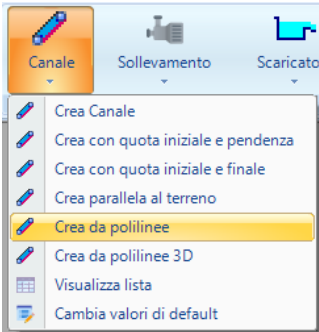 Canale
Sollevamento
Scaricato
Crea Canale
Crea con quota iniziale e pendenza
Crea con quota iniziale e finale
Crea parallela al terreno
Crea da polilinee
Crea da polilinee 3D
Visualizza lista
Cambia valori di default